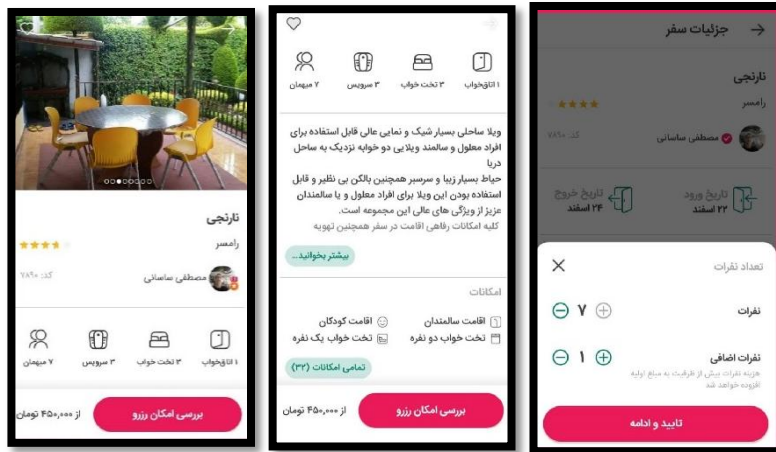 نارنجی
رامسر
مصطفی ساسانی
کد: ۷۸۹۰
۱ اتاق‌خواب
۳ تخت خواب
۳ سرویس
۷ میهمان
بررسی امکان رزرو
از ۴۵۰,۰۰۰ تومان
۱ اتاق‌خواب
۳ تخت خواب
۳ سرویس
۷ میهمان
ویلا ساحلی بسیار شیک و نمایی عالی قابل استفاده برای
افراد معلول و سالمند ویلایی دو خوابه نزدیک به ساحل
دریا
حیاط بسیار زیبا و سرسبز همچنین بالکن بی نظیر و قابل
استفاده بودن این ویلا برای افراد معلول و یا سالمندان
عزیز از ویژگی های عالی این مجموعه است.
کلیه امکانات رفاهی اقامت در سفر همچنین تهویه
بیشتر بخوانید...
امکانات
اقامت سالمندان
اقامت کودکان
تخت خواب دو نفره
تخت خواب یک نفره
تمامی امکانات (۳۲)
بررسی امکان رزرو
از ۴۵۰,۰۰۰ تومان
جزئیات سفر
نارنجی
رامسر
مصطفی ساسانی
کد: ۷۸۹۰
تاریخ ورود
۲۲ اسفند
تاریخ خروج
۲۴ اسفند
تعداد نفرات
نفرات
۷
نفرات اضافی
۱
هزینه نفرات بیش از ظرفیت به مبلغ اولیه
افزوده خواهد شد
تایید و ادامه